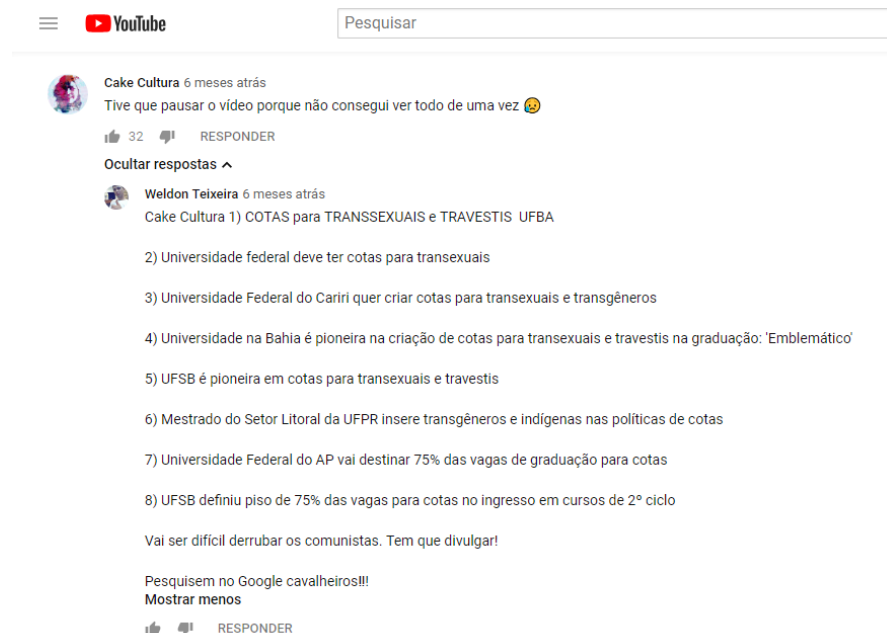 YouTube
Pesquisar
Cake Cultura 6 meses atrás
Tive que pausar o vídeo porque não consegui ver todo de uma vez 😥
32 RESPONDER
Ocultar respostas
Weldon Teixeira 6 meses atrás
Cake Cultura 1) COTAS para TRANSSEXUAIS e TRAVESTIS UFBA
2) Universidade federal deve ter cotas para transexuais
3) Universidade Federal do Cariri quer criar cotas para transexuais e transgêneros
4) Universidade na Bahia é pioneira na criação de cotas para transexuais e travestis na graduação: 'Emblemático'
5) UFSB é pioneira em cotas para transexuais e travestis
6) Mestrado do Setor Litoral da UFPR insere transgêneros e indígenas nas políticas de cotas
7) Universidade Federal do AP vai destinar 75% das vagas de graduação para cotas
8) UFSB definiu piso de 75% das vagas para cotas no ingresso em cursos de 2º ciclo
Vai ser difícil derrubar os comunistas. Tem que divulgar!
Pesquisem no Google cavalheiros!!!
Mostrar menos
RESPONDER